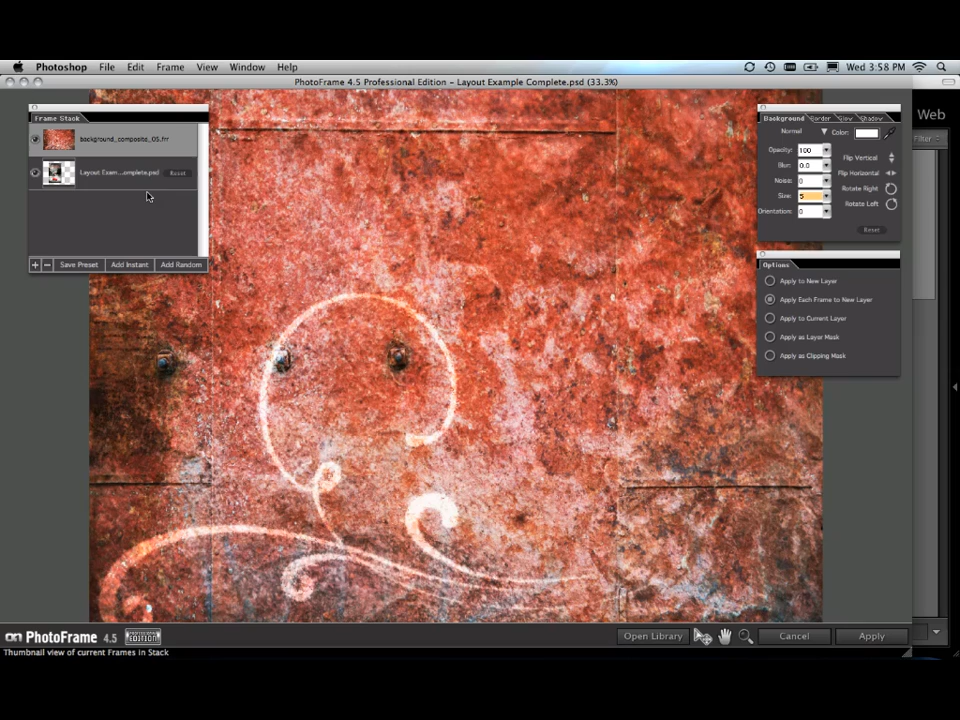 Photoshop File Edit Frame View Window Help Wed 3:58 PM
PhotoFrame 4.5 Professional Edition – Layout Example Complete.psd (33.3%)
Frame Stack
background_composite_05.frr
Layout Exam...omplete.psd Reset
+ − Save Preset Add Instant Add Random
Background Border Glow Shadow
Normal Color:
Opacity: 100
Blur: 0.0 Flip Vertical
Noise: 0 Flip Horizontal
Size: 5 Rotate Right
Orientation: 0 Rotate Left
Reset
Options
Apply to New Layer
Apply Each Frame to New Layer
Apply to Current Layer
Apply as Layer Mask
Apply as Clipping Mask
Web
Filter
on PhotoFrame 4.5 PROFESSIONAL EDITION Open Library Cancel Apply
Thumbnail view of current Frames in Stack